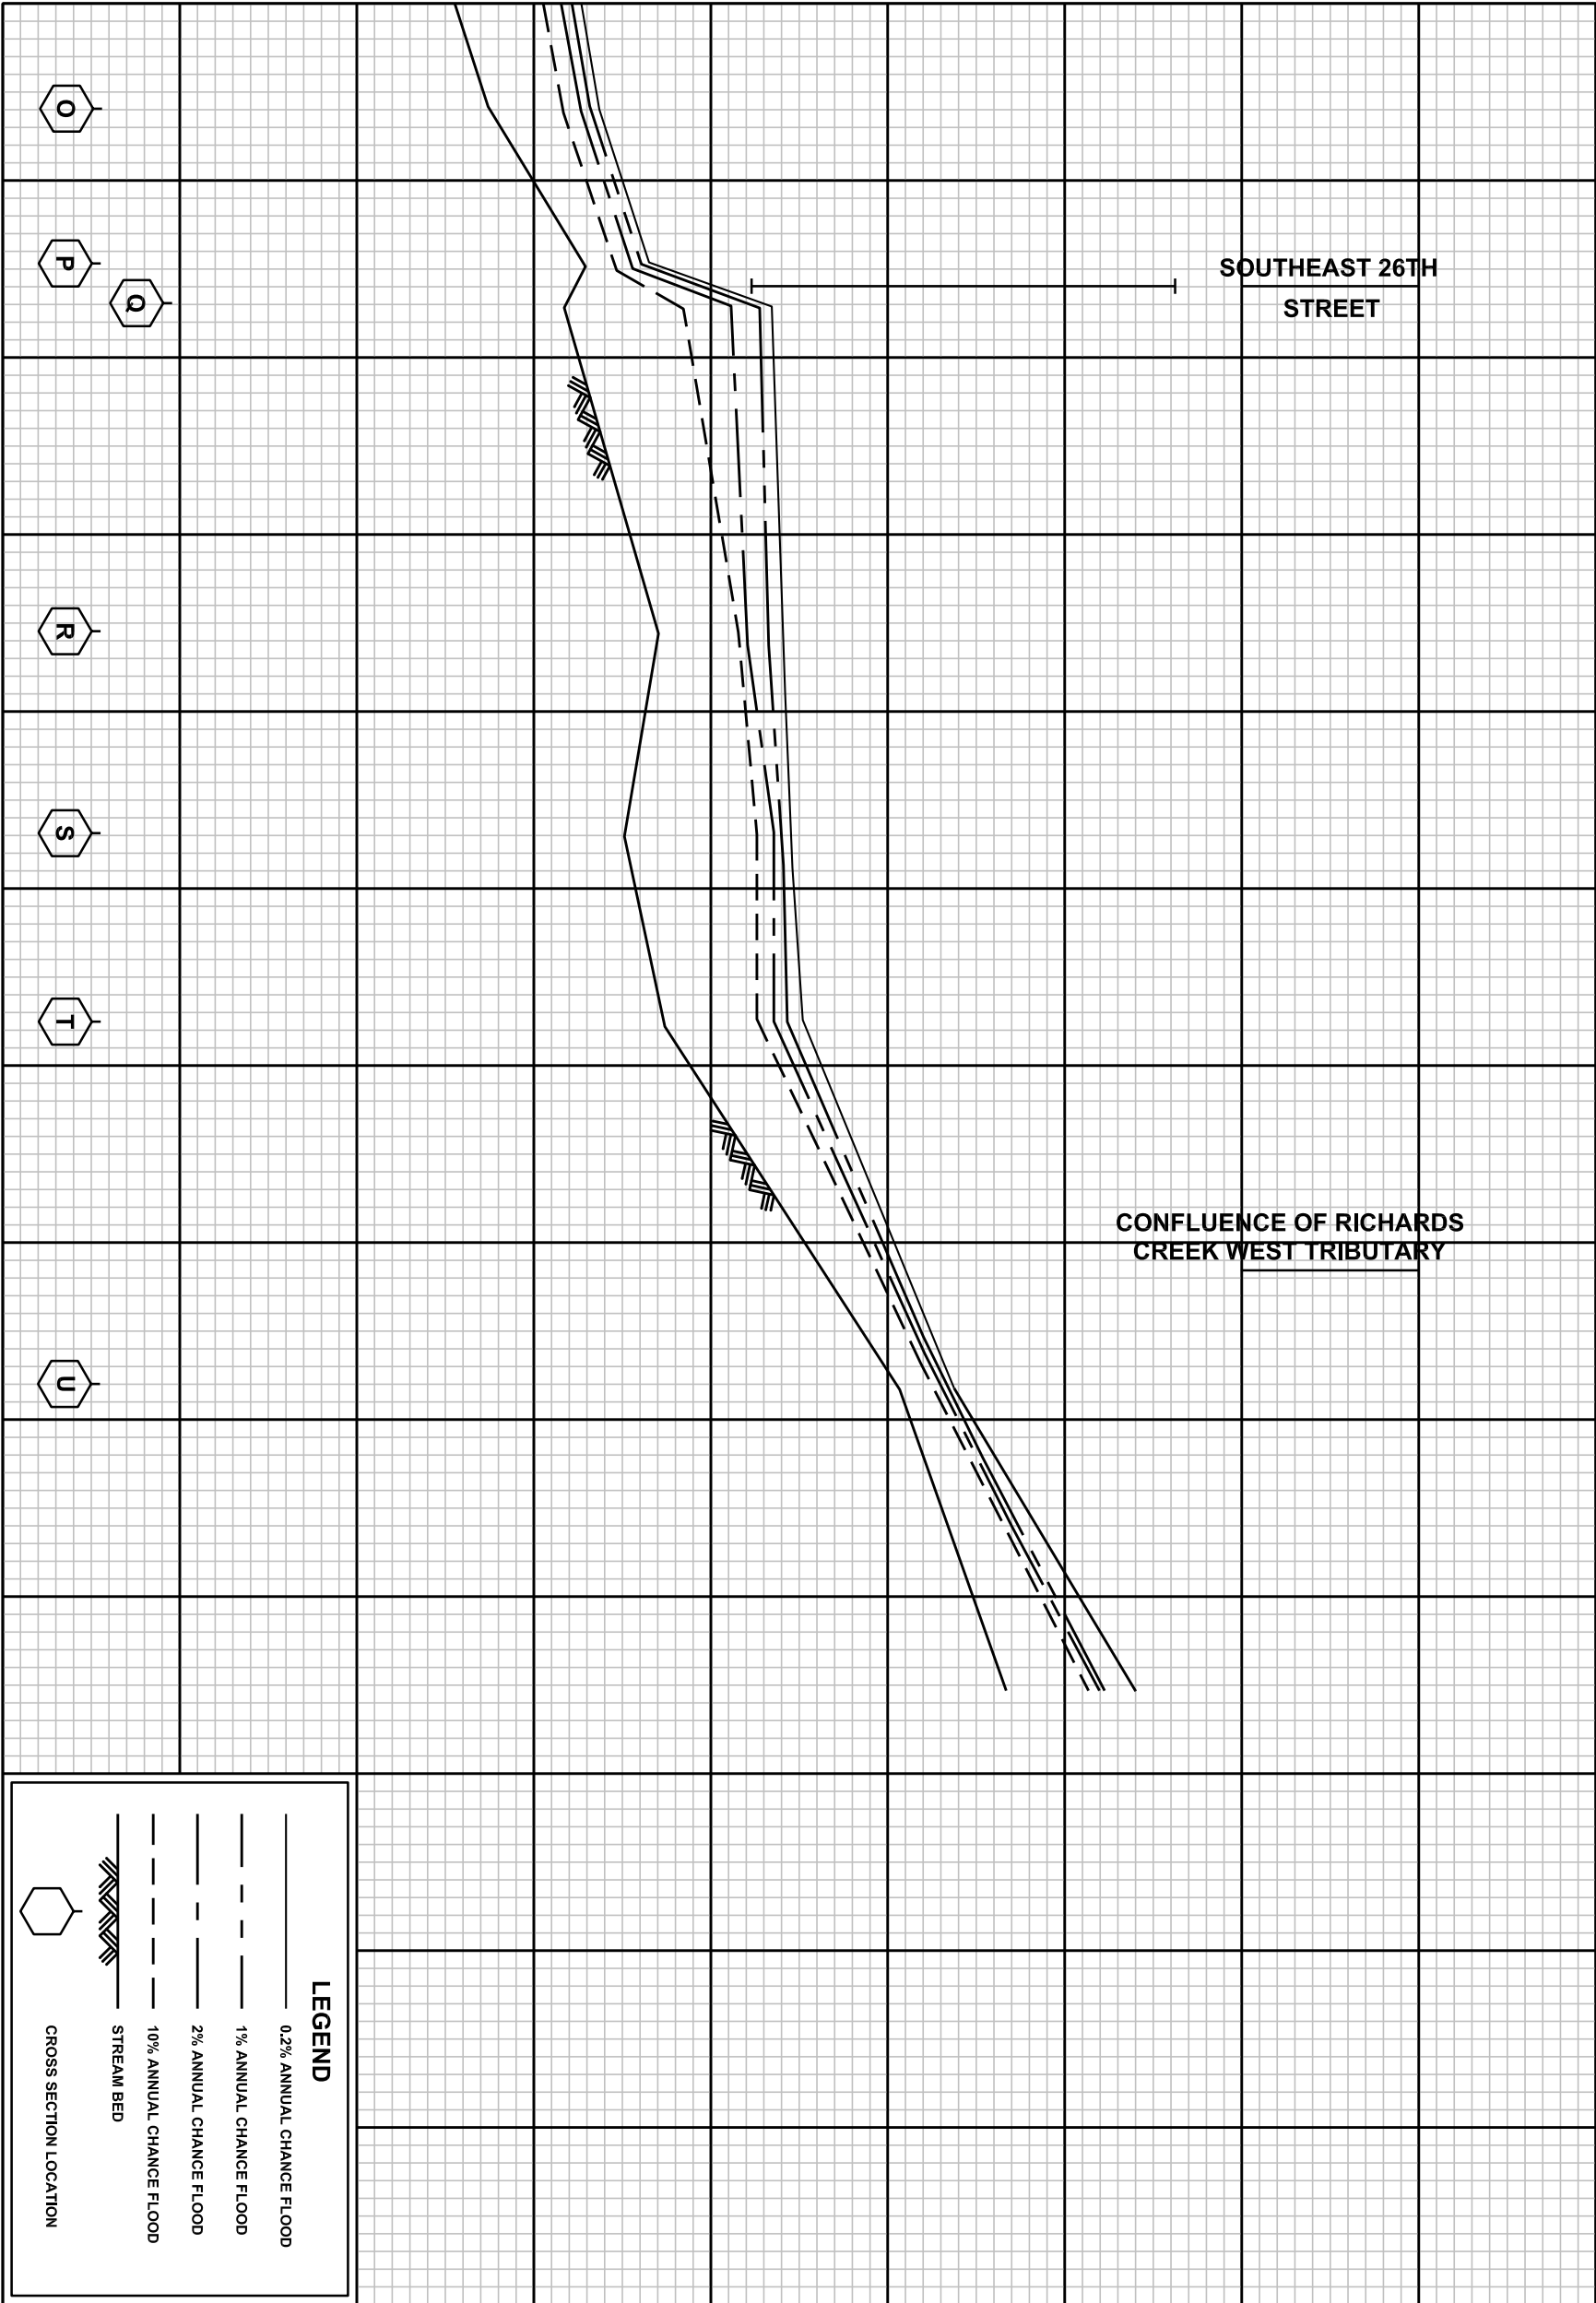 O
P
Q
R
S
T
U
SOUTHEAST 26TH
STREET
CONFLUENCE OF RICHARDS
CREEK WEST TRIBUTARY
LEGEND
0.2% ANNUAL CHANCE FLOOD
1% ANNUAL CHANCE FLOOD
2% ANNUAL CHANCE FLOOD
10% ANNUAL CHANCE FLOOD
STREAM BED
CROSS SECTION LOCATION